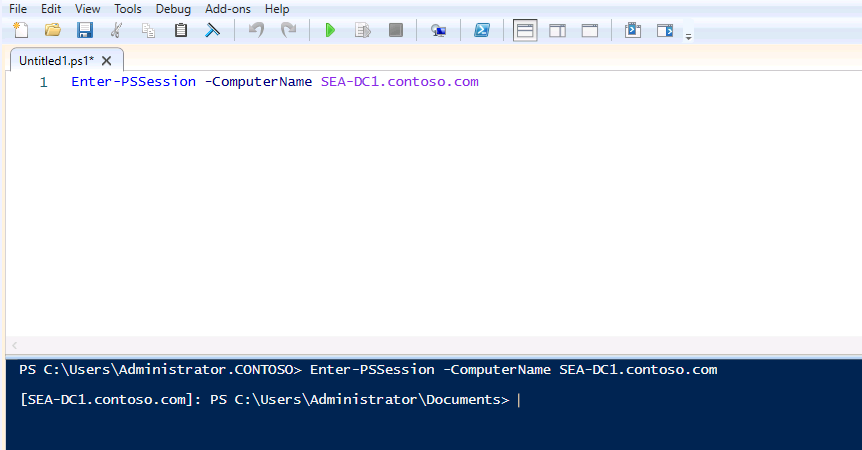 File Edit View Tools Debug Add-ons Help
Untitled1.ps1*
1 Enter-PSSession -ComputerName SEA-DC1.contoso.com
PS C:\Users\Administrator.CONTOSO> Enter-PSSession -ComputerName SEA-DC1.contoso.com
[SEA-DC1.contoso.com]: PS C:\Users\Administrator\Documents>